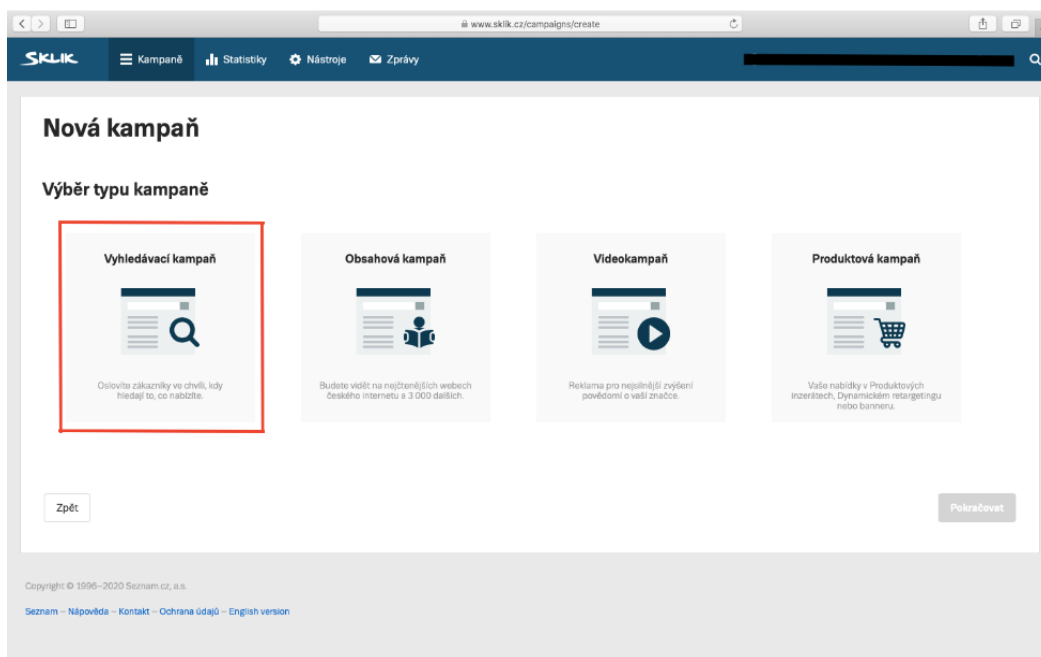 www.sklik.cz/campaigns/create
SKLIK Kampaně Statistiky Nástroje Zprávy
Nová kampaň
Výběr typu kampaně
Vyhledávací kampaň
Oslovíte zákazníky ve chvíli, kdy
hledají to, co nabízíte.
Obsahová kampaň
Budete vidět na nejčtenějších webech
českého internetu a 3 000 dalších.
Videokampaň
Reklama pro nejsilnější zvýšení
povědomí o vaší značce.
Produktová kampaň
Vaše nabídky v Produktových
inzerátech, Dynamickém retargetingu
nebo banneru.
Zpět
Pokračovat
Copyright © 1996–2020 Seznam.cz, a.s.
Seznam – Nápověda – Kontakt – Ochrana údajů – English version